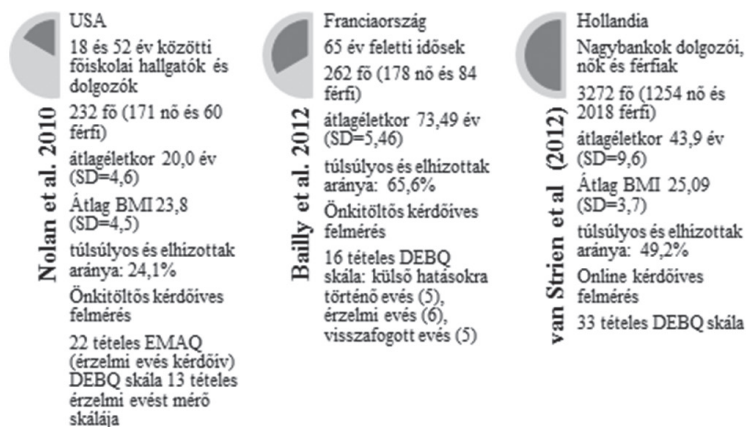 Nolan et al. 2010
USA
18 és 52 év közötti
főiskolai hallgatók és
dolgozók
232 fő (171 nő és 60
férfi)
átlagéletkor 20,0 év
(SD=4,6)
Átlag BMI 23,8
(SD=4,5)
túlsúlyos és elhizottak
aránya: 24,1%
Önkitöltős kérdőíves
felmérés
22 tételes EMAQ
(érzelmi evés kérdőív)
DEBQ skála 13 tételes
érzelmi evést mérő
skálája
Bailly et al. 2012
Franciaország
65 év feletti idősek
262 fő (178 nő és 84
férfi)
átlagéletkor 73,49 év
(SD=5,46)
túlsúlyos és elhizottak
aránya: 65,6%
Önkitöltős kérdőíves
felmérés
16 tételes DEBQ
skála: külső hatásokra
történő evés (5),
érzelmi evés (6),
visszafogott evés (5)
van Strien et al (2012)
Hollandia
Nagybankok dolgozói,
nők és férfiak
3272 fő (1254 nő és
2018 férfi)
átlagéletkor 43,9 év
(SD=9,6)
Átlag BMI 25,09
(SD=3,7)
túlsúlyos és elhizottak
aránya: 49,2%
Online kérdőíves
felmérés
33 tételes DEBQ skála